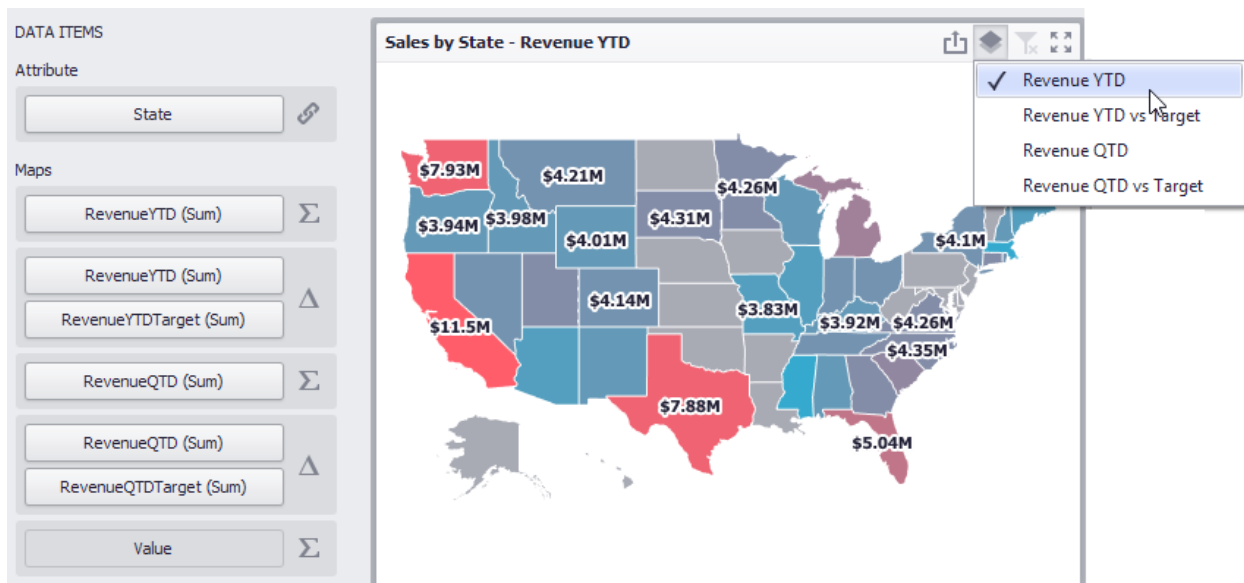 DATA ITEMS
Attribute
State
Maps
RevenueYTD (Sum)
RevenueYTD (Sum)
RevenueYTDTarget (Sum)
RevenueQTD (Sum)
RevenueQTD (Sum)
RevenueQTDTarget (Sum)
Value
Sales by State - Revenue YTD
Revenue YTD
Revenue YTD vs Target
Revenue QTD
Revenue QTD vs Target
$7.93M
$4.21M
$4.26M
$3.94M
$3.98M
$4.31M
$4.01M
$4.1M
$4.14M
$3.83M
$11.5M
$3.92M
$4.26M
$4.35M
$7.88M
$5.04M